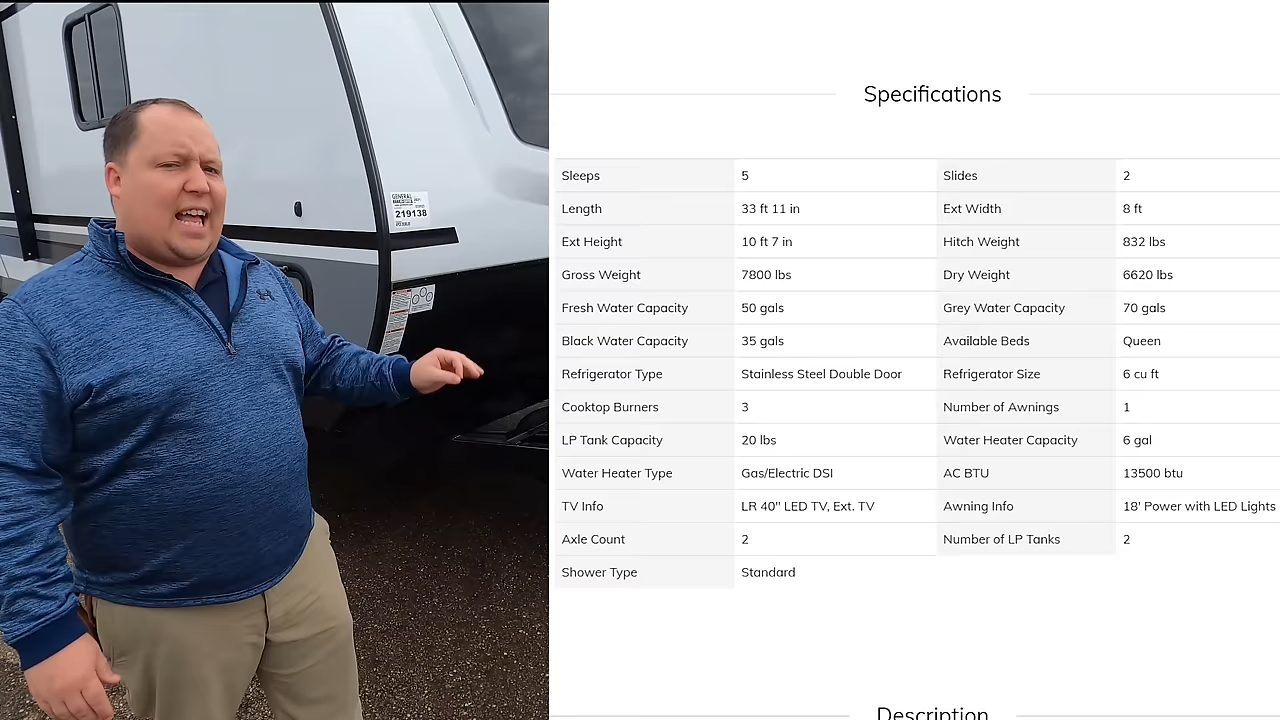 GENERAL
219138
Specifications
Sleeps 5 Slides 2
Length 33 ft 11 in Ext Width 8 ft
Ext Height 10 ft 7 in Hitch Weight 832 lbs
Gross Weight 7800 lbs Dry Weight 6620 lbs
Fresh Water Capacity 50 gals Grey Water Capacity 70 gals
Black Water Capacity 35 gals Available Beds Queen
Refrigerator Type Stainless Steel Double Door Refrigerator Size 6 cu ft
Cooktop Burners 3 Number of Awnings 1
LP Tank Capacity 20 lbs Water Heater Capacity 6 gal
Water Heater Type Gas/Electric DSI AC BTU 13500 btu
TV Info LR 40" LED TV, Ext. TV Awning Info 18' Power with LED Lights
Axle Count 2 Number of LP Tanks 2
Shower Type Standard
Description